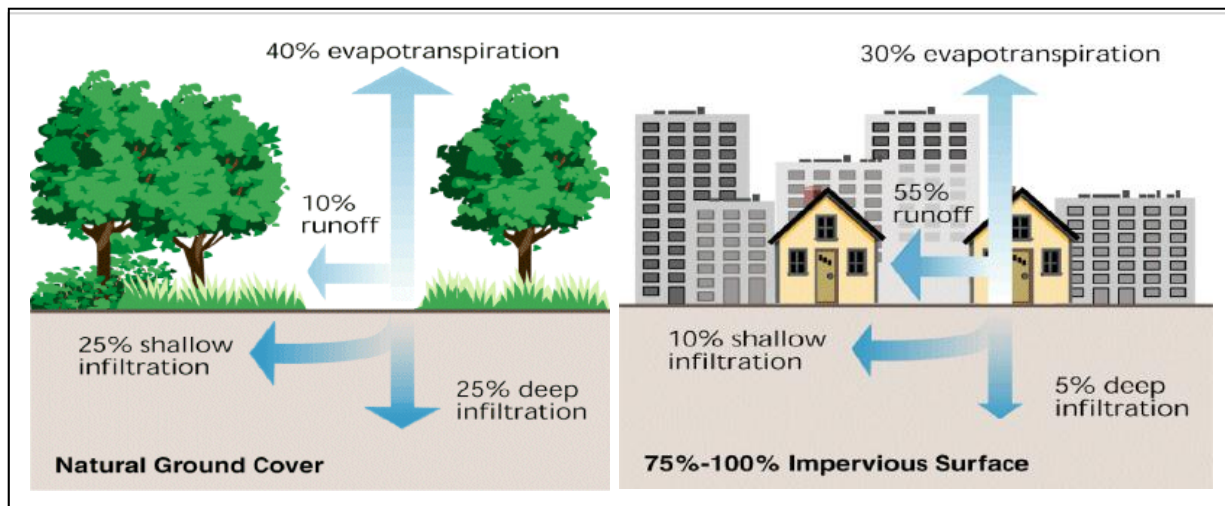 40% evapotranspiration
10%
runoff
25% shallow
infiltration
25% deep
infiltration
Natural Ground Cover
30% evapotranspiration
55%
runoff
10% shallow
infiltration
5% deep
infiltration
75%-100% Impervious Surface